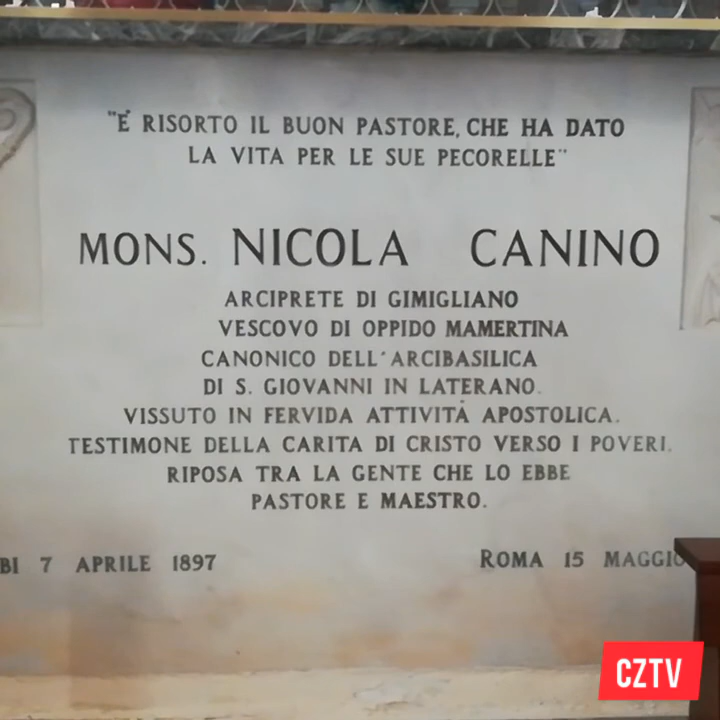 "É RISORTO IL BUON PASTORE, CHE HA DATO
LA VITA PER LE SUE PECORELLE"
MONS. NICOLA CANINO
ARCIPRETE DI GIMIGLIANO
VESCOVO DI OPPIDO MAMERTINA
CANONICO DELL'ARCIBASILICA
DI S. GIOVANNI IN LATERANO.
VISSUTO IN FERVIDA ATTIVITÀ APOSTOLICA.
TESTIMONE DELLA CARITA DI CRISTO VERSO I POVERI.
RIPOSA TRA LA GENTE CHE LO EBBE
PASTORE E MAESTRO.
BI 7 APRILE 1897 ROMA 15 MAGGIO
CZTV